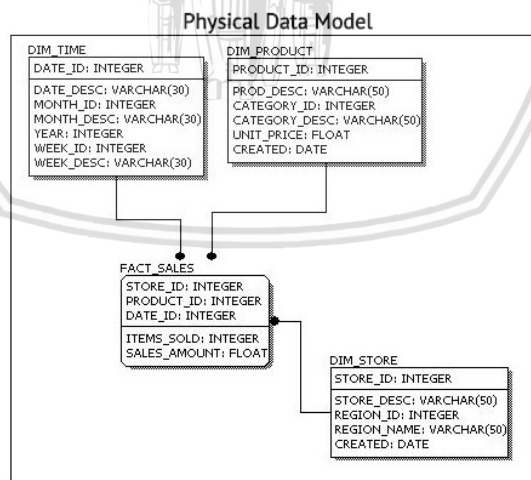 Physical Data Model
DIM_TIME
DATE_ID: INTEGER
DATE_DESC: VARCHAR(30)
MONTH_ID: INTEGER
MONTH_DESC: VARCHAR(30)
YEAR: INTEGER
WEEK_ID: INTEGER
WEEK_DESC: VARCHAR(30)
DIM_PRODUCT
PRODUCT_ID: INTEGER
PROD_DESC: VARCHAR(50)
CATEGORY_ID: INTEGER
CATEGORY_DESC: VARCHAR(50)
UNIT_PRICE: FLOAT
CREATED: DATE
FACT_SALES
STORE_ID: INTEGER
PRODUCT_ID: INTEGER
DATE_ID: INTEGER
ITEMS_SOLD: INTEGER
SALES_AMOUNT: FLOAT
DIM_STORE
STORE_ID: INTEGER
STORE_DESC: VARCHAR(50)
REGION_ID: INTEGER
REGION_NAME: VARCHAR(50)
CREATED: DATE